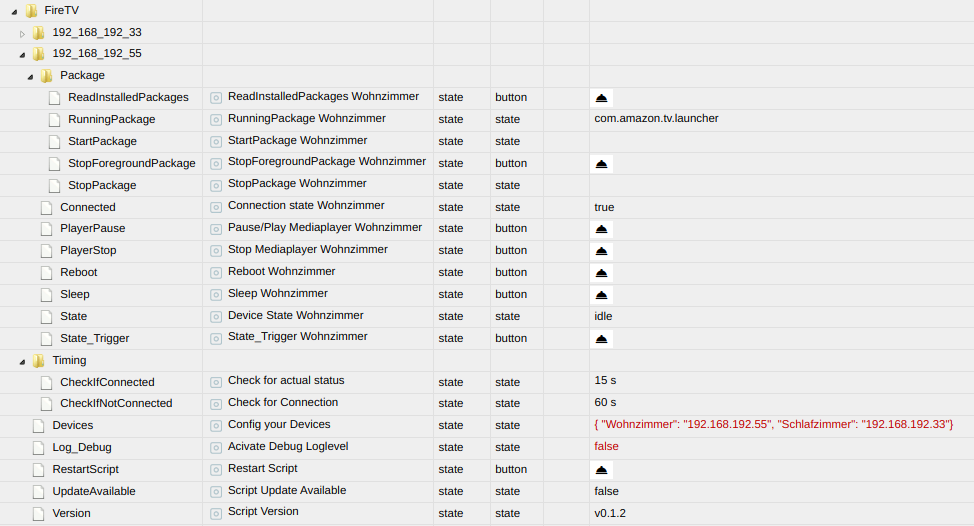 FireTV
192_168_192_33
192_168_192_55
Package
ReadInstalledPackages ReadInstalledPackages Wohnzimmer state button
RunningPackage RunningPackage Wohnzimmer state state com.amazon.tv.launcher
StartPackage StartPackage Wohnzimmer state state
StopForegroundPackage StopForegroundPackage Wohnzimmer state button
StopPackage StopPackage Wohnzimmer state state
Connected Connection state Wohnzimmer state state true
PlayerPause Pause/Play Mediaplayer Wohnzimmer state button
PlayerStop Stop Mediaplayer Wohnzimmer state button
Reboot Reboot Wohnzimmer state button
Sleep Sleep Wohnzimmer state button
State Device State Wohnzimmer state state idle
State_Trigger State_Trigger Wohnzimmer state button
Timing
CheckIfConnected Check for actual status state state 15 s
CheckIfNotConnected Check for Connection state state 60 s
Devices Config your Devices state state { "Wohnzimmer": "192.168.192.55", "Schlafzimmer": "192.168.192.33"}
Log_Debug Acivate Debug Loglevel state state false
RestartScript Restart Script state button
UpdateAvailable Script Update Available state state false
Version Script Version state state v0.1.2